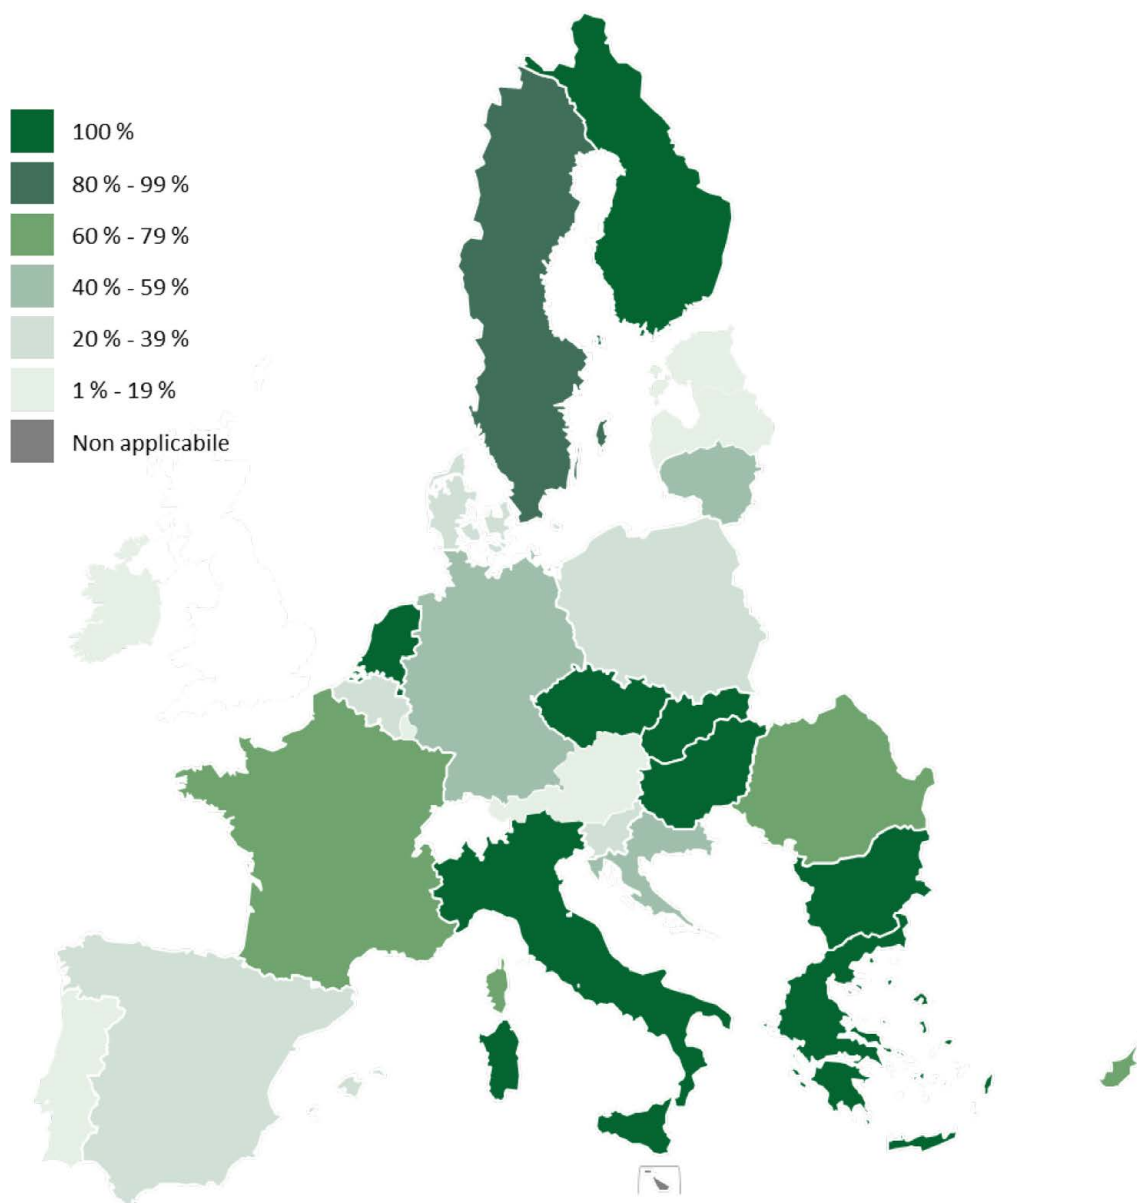 100 %
80 % - 99 %
60 % - 79 %
40 % - 59 %
20 % - 39 %
1 % - 19 %
Non applicabile